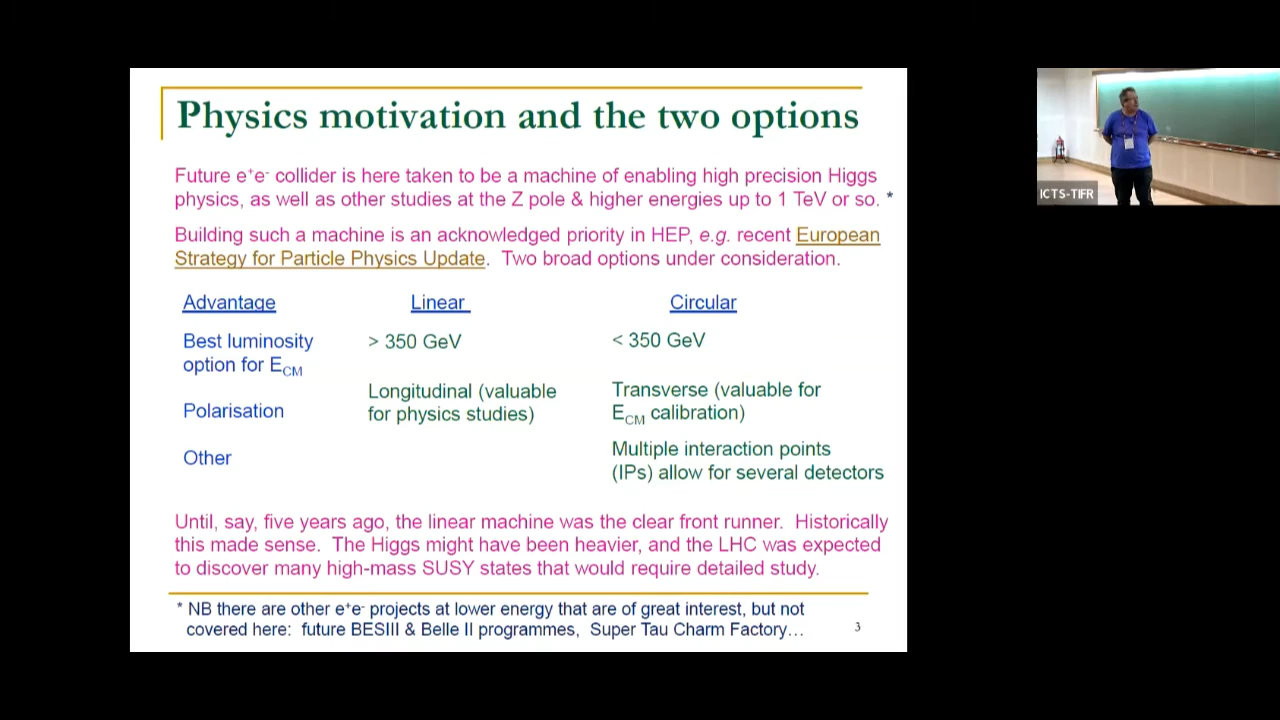 Physics motivation and the two options
Future e⁺e⁻ collider is here taken to be a machine of enabling high precision Higgs
physics, as well as other studies at the Z pole & higher energies up to 1 TeV or so. *
Building such a machine is an acknowledged priority in HEP, e.g. recent European
Strategy for Particle Physics Update. Two broad options under consideration.
Advantage Linear Circular
Best luminosity > 350 GeV < 350 GeV
option for E_CM
Longitudinal (valuable Transverse (valuable for
Polarisation for physics studies) E_CM calibration)
Other Multiple interaction points
(IPs) allow for several detectors
Until, say, five years ago, the linear machine was the clear front runner. Historically
this made sense. The Higgs might have been heavier, and the LHC was expected
to discover many high-mass SUSY states that would require detailed study.
* NB there are other e⁺e⁻ projects at lower energy that are of great interest, but not
covered here: future BESIII & Belle II programmes, Super Tau Charm Factory…
3
ICTS-TIFR